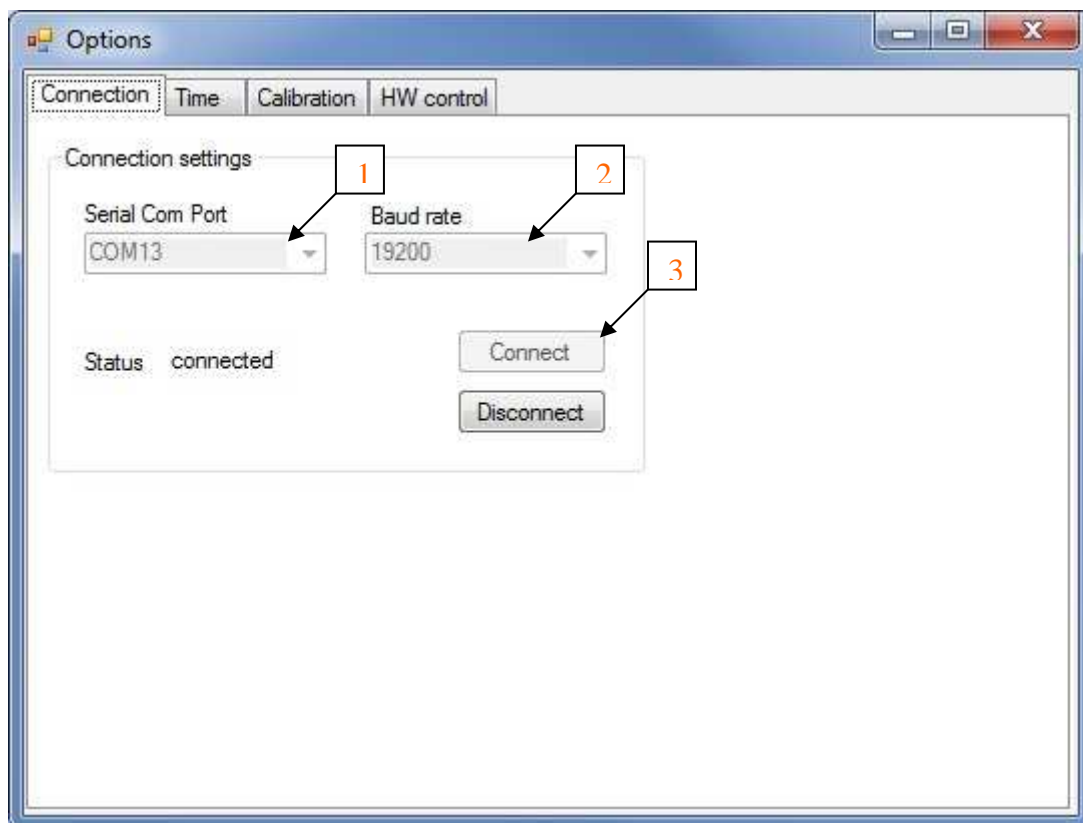 Options
Connection Time Calibration HW control
Connection settings
1 2
Serial Com Port Baud rate
COM13 19200
3
Status connected Connect
Disconnect